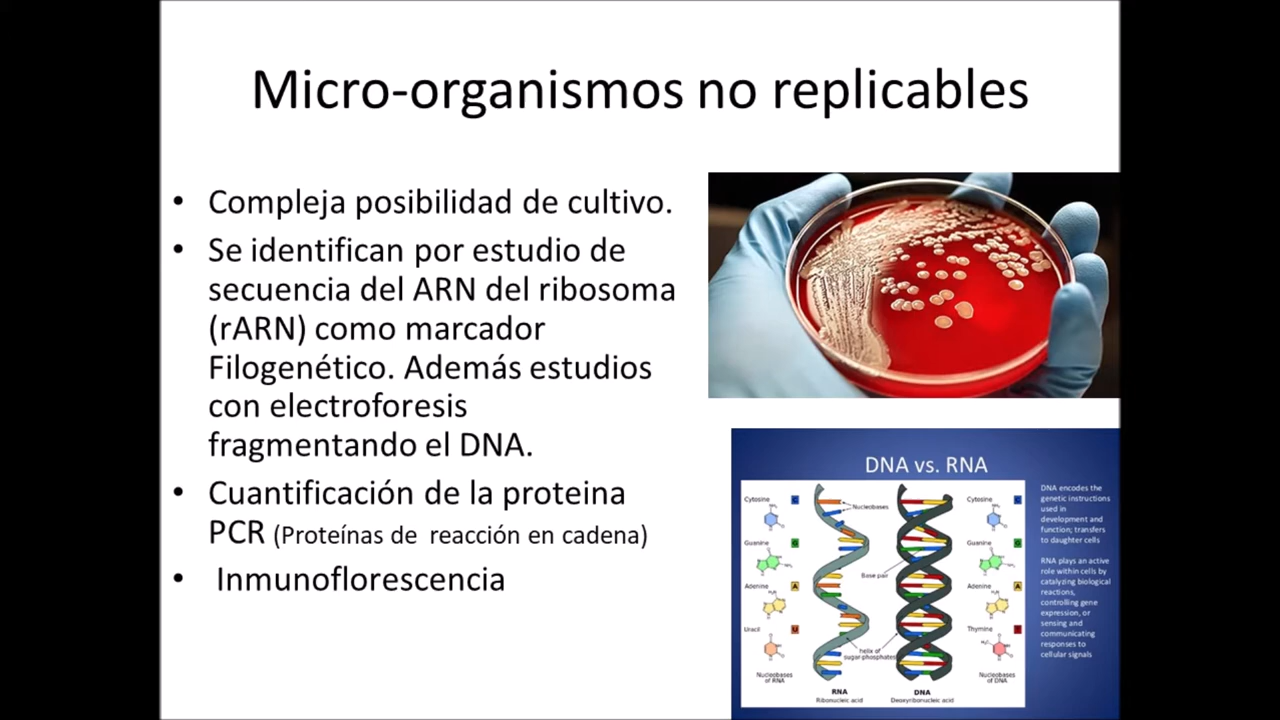 Micro-organismos no replicables
• Compleja posibilidad de cultivo.
• Se identifican por estudio de
secuencia del ARN del ribosoma
(rARN) como marcador
Filogenético. Además estudios
con electroforesis
fragmentando el DNA.
• Cuantificación de la proteina
PCR (Proteínas de reacción en cadena)
• Inmunoflorescencia
DNA vs. RNA
Cytosine
C
Guanine
G
Adenine
A
Uracil
U
Nucleobases
of RNA
Nucleobases
Base pair
helix of
sugar-phosphates
RNA
Ribonucleic acid
DNA
Deoxyribonucleic acid
Cytosine
C
Guanine
G
Adenine
A
Thymine
Nucleobases
of DNA
DNA encodes the
genetic instructions
used in
development and
function; transfers
to daughter cells
RNA plays an active
role within cells by
catalyzing biological
reactions,
controlling gene
expression, or
sensing and
communicating
responses to
cellular signals